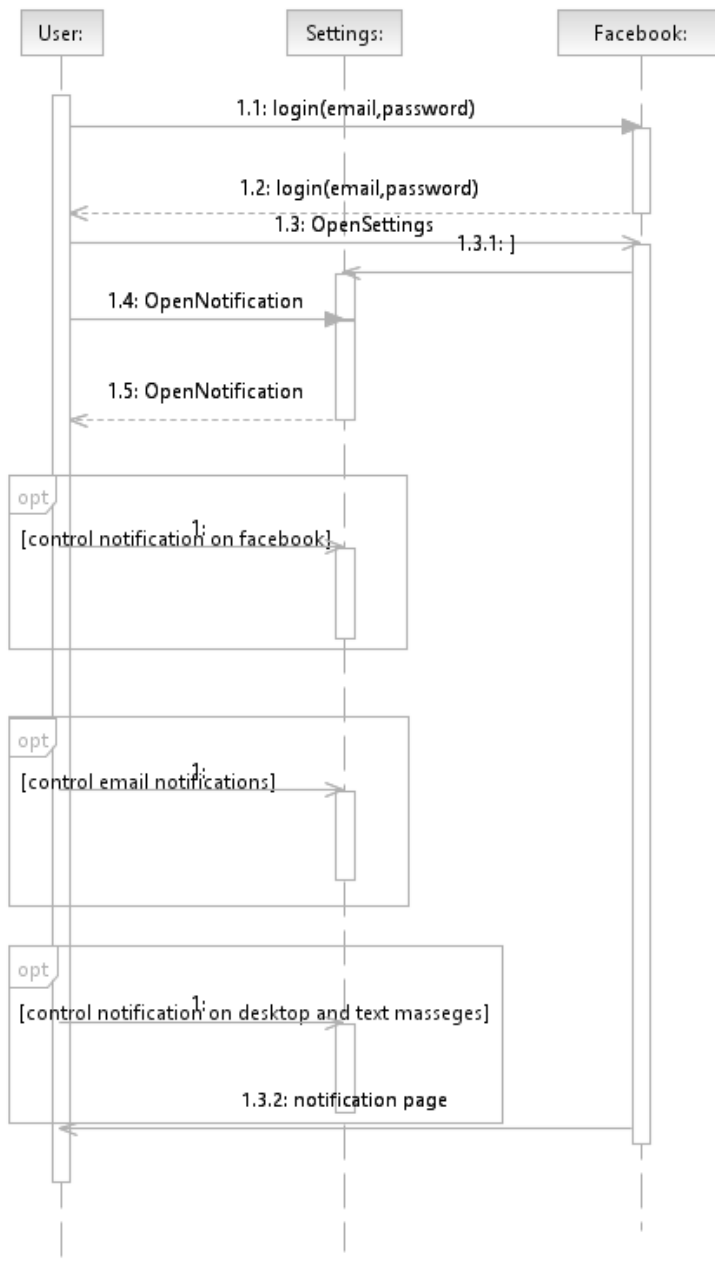 User:
Settings:
Facebook:
1.1: login(email,password)
1.2: login(email,password)
1.3: OpenSettings
1.3.1: ]
1.4: OpenNotification
1.5: OpenNotification
opt
1:
[control notification on facebook]
opt
1:
[control email notifications]
opt
1:
[control notification on desktop and text masseges]
1.3.2: notification page